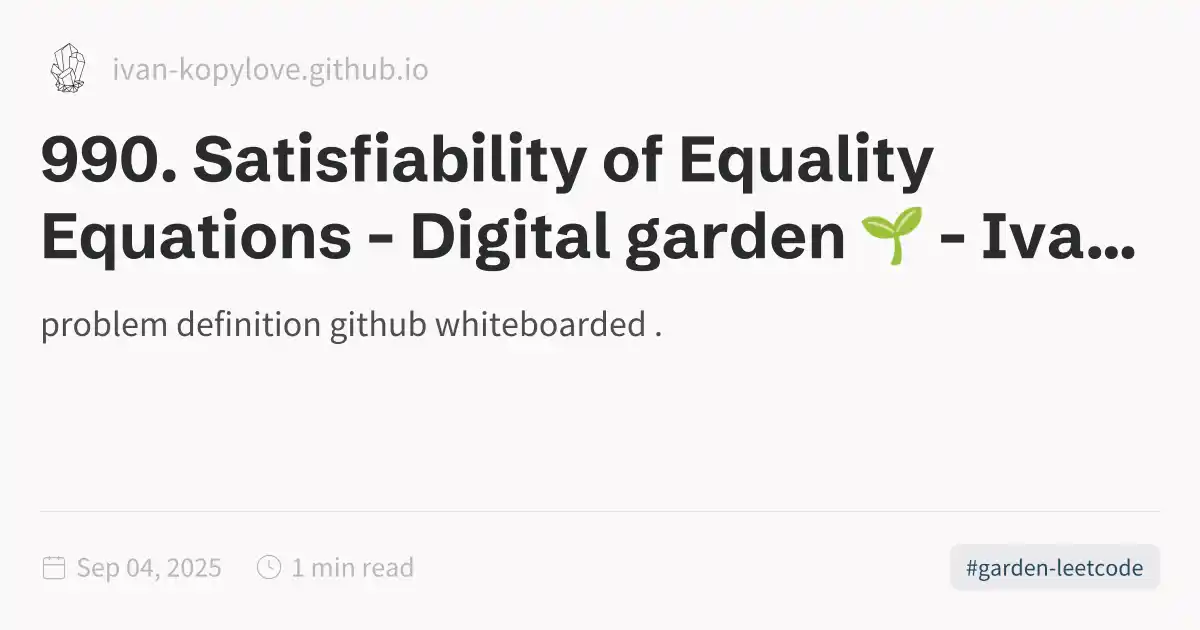 ivan-kopylove.github.io
990. Satisfiability of Equality
Equations - Digital garden 🌱 - Iva...
problem definition github whiteboarded .
Sep 04, 2025 1 min read #garden-leetcode